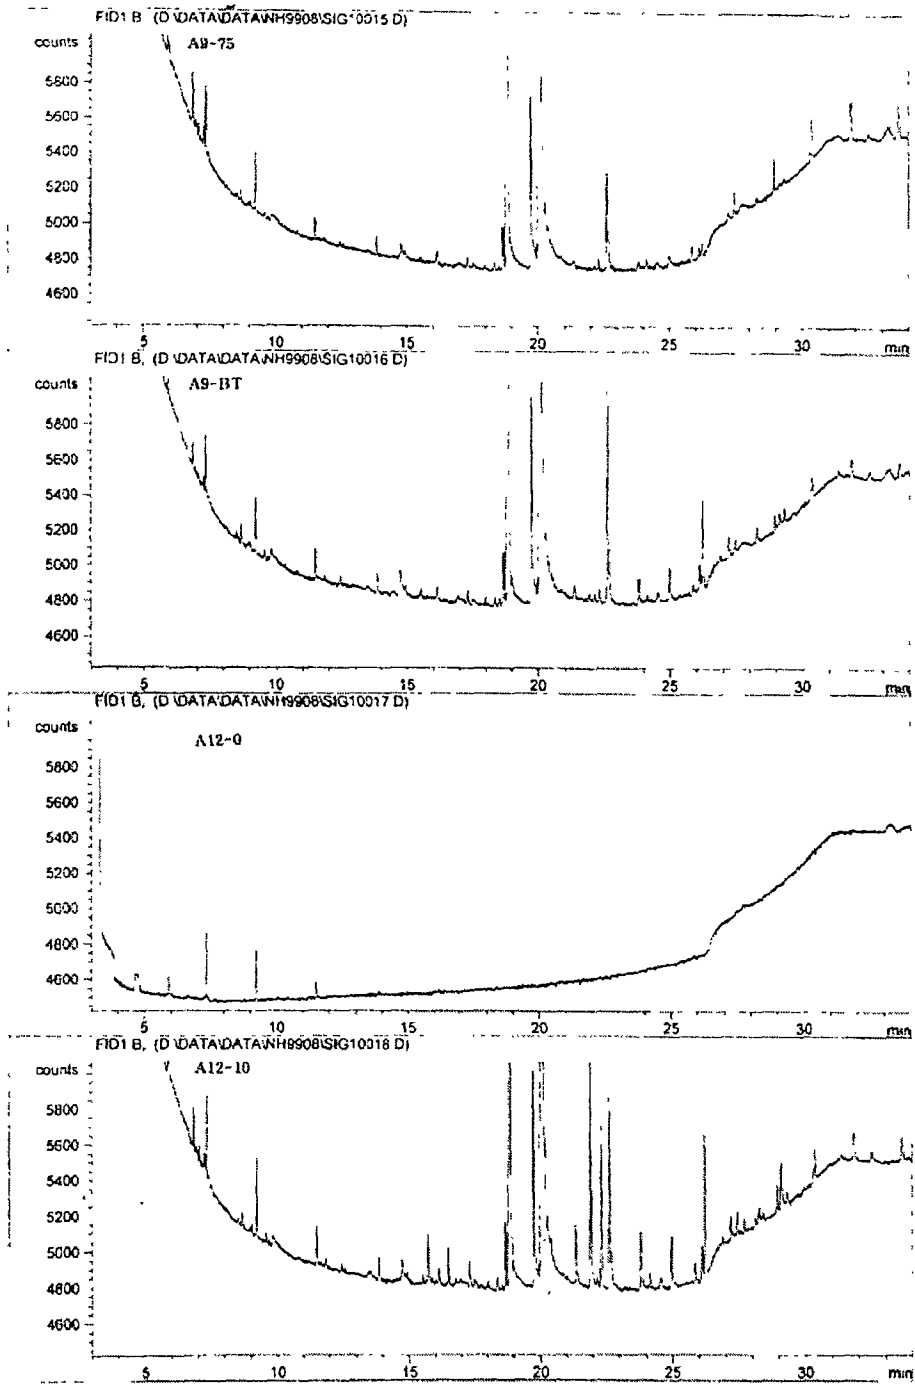 FID1 B, (D:\DATA\DATA\NH9908\SIG10015.D)
counts
A9-75
5800
5600
5400
5200
5000
4800
4600
5 10 15 20 25 30 min
FID1 B, (D:\DATA\DATA\NH9908\SIG10016.D)
counts
A9-BT
5800
5600
5400
5200
5000
4800
4600
5 10 15 20 25 30 min
FID1 B, (D:\DATA\DATA\NH9908\SIG10017.D)
counts
A12-0
5800
5600
5400
5200
5000
4800
4600
5 10 15 20 25 30 min
FID1 B, (D:\DATA\DATA\NH9908\SIG10018.D)
counts
A12-10
5800
5600
5400
5200
5000
4800
4600
5 10 15 20 25 30 min